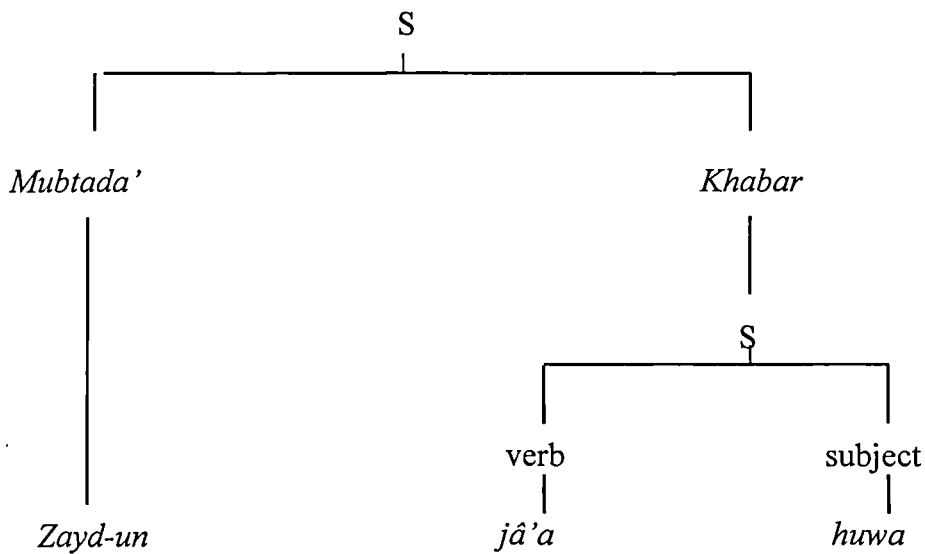 S
Mubtada’ Khabar
S
verb subject
Zayd-un jâ’a huwa